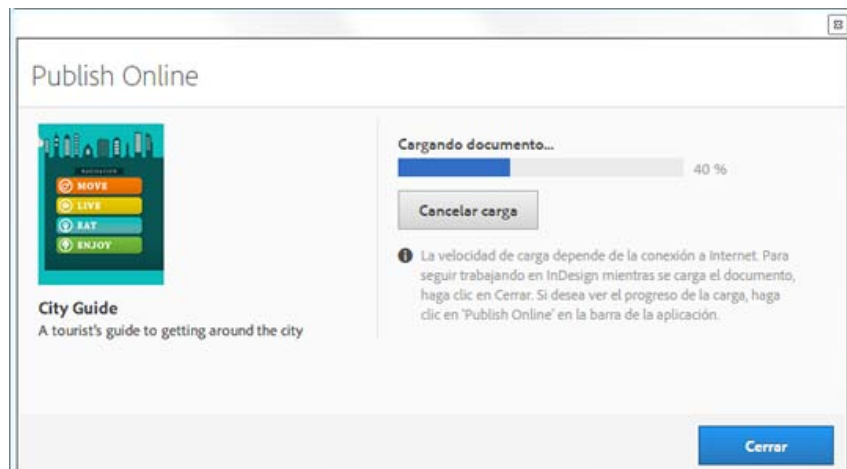 Publish Online
NAVIGATION
MOVE
LIVE
EAT
ENJOY
City Guide
A tourist's guide to getting around the city
Cargando documento...
40 %
Cancelar carga
La velocidad de carga depende de la conexión a Internet. Para
seguir trabajando en InDesign mientras se carga el documento,
haga clic en Cerrar. Si desea ver el progreso de la carga, haga
clic en 'Publish Online' en la barra de la aplicación.
Cerrar